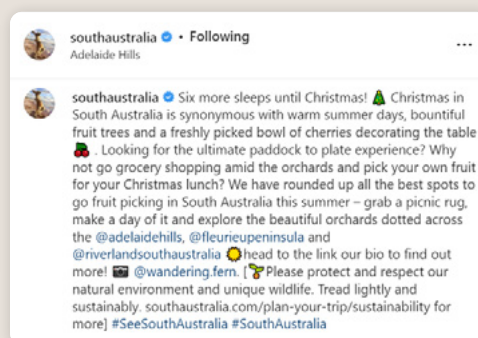 southaustralia • Following
Adelaide Hills
...
southaustralia Six more sleeps until Christmas! 🎄 Christmas in
South Australia is synonymous with warm summer days, bountiful
fruit trees and a freshly picked bowl of cherries decorating the table
🍒 . Looking for the ultimate paddock to plate experience? Why
not go grocery shopping amid the orchards and pick your own fruit
for your Christmas lunch? We have rounded up all the best spots to
go fruit picking in South Australia this summer – grab a picnic rug,
make a day of it and explore the beautiful orchards dotted across
the @adelaidehills, @fleurieupeninsula and
@riverlandsouthaustralia 🌞head to the link our bio to find out
more! 📷 @wandering.fern. [🌱Please protect and respect our
natural environment and unique wildlife. Tread lightly and
sustainably. southaustralia.com/plan-your-trip/sustainability for
more] #SeeSouthAustralia #SouthAustralia